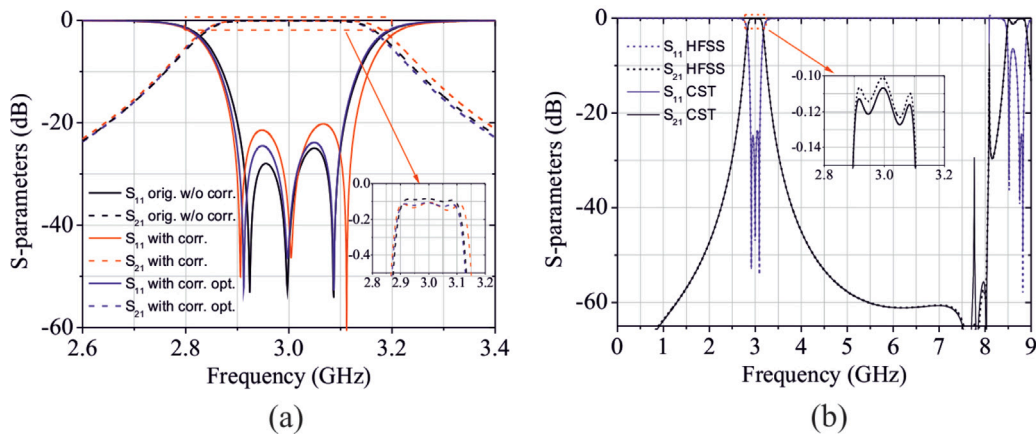 0
-20
-40
-60
S-parameters (dB)
S11 orig. w/o corr.
S21 orig. w/o corr.
S11 with corr.
S21 with corr.
S11 with corr. opt.
S21 with corr. opt.
0.0
-0.2
-0.4
2.8 2.9 3.0 3.1 3.2
2.6 2.8 3.0 3.2 3.4
Frequency (GHz)
(a)
0
-20
-40
-60
S-parameters (dB)
S11 HFSS
S21 HFSS
S11 CST
S21 CST
-0.10
-0.12
-0.14
2.8 3.0 3.2
0 1 2 3 4 5 6 7 8 9
Frequency (GHz)
(b)